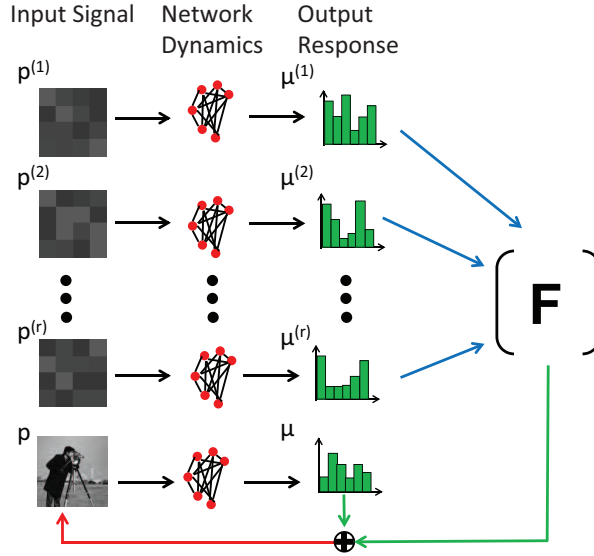 Input Signal Network Output
Dynamics Response
p(1) μ(1)
p(2) μ(2)
F
p(r) μ(r)
p μ